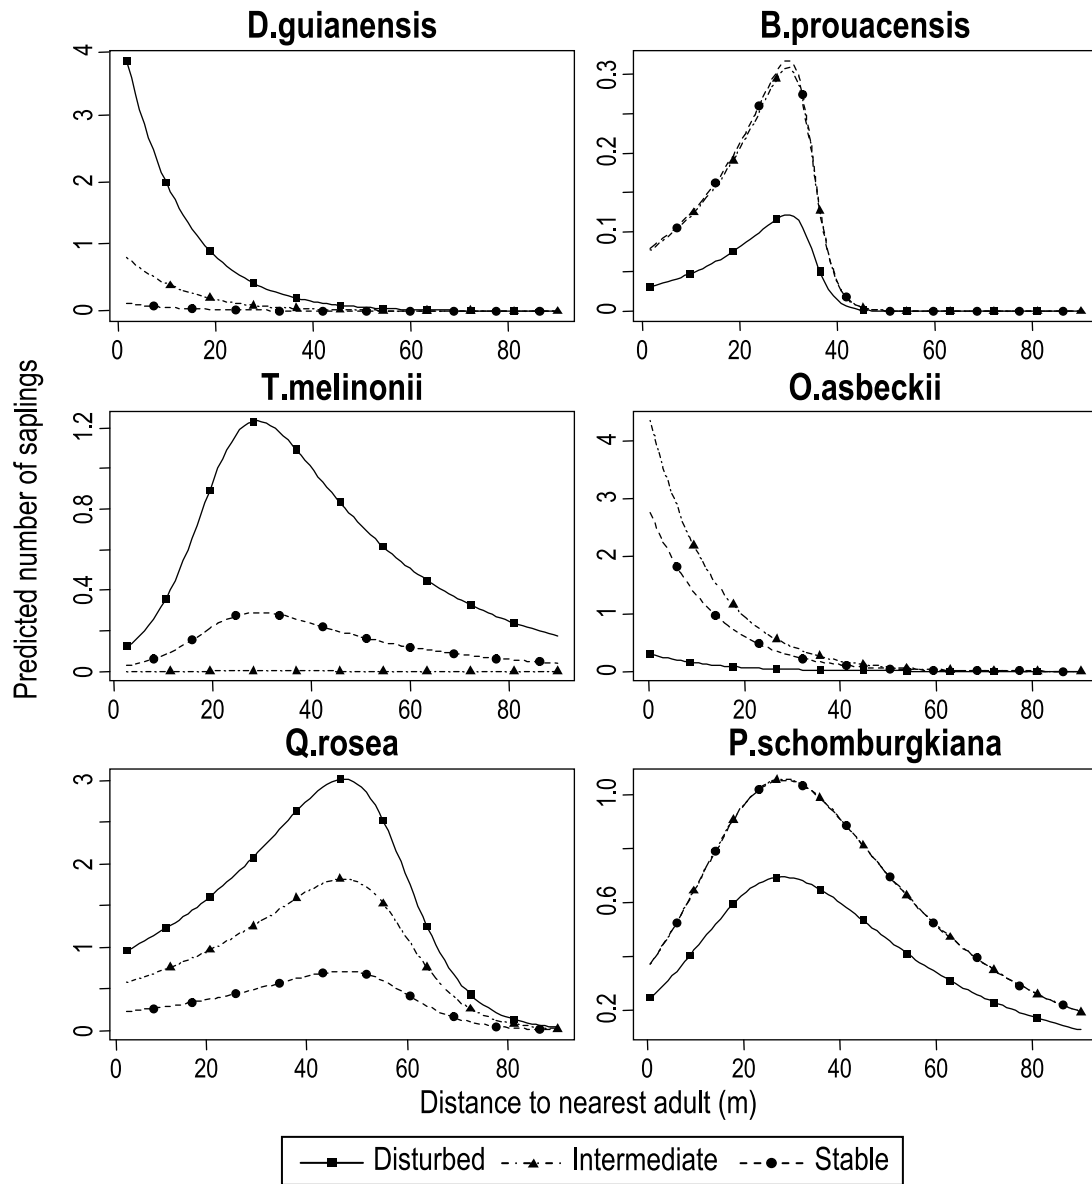 D.guianensis
B.prouacensis
4
3
2
1
0
0 20 40 60 80
0.3
0.2
0.1
0
0 20 40 60 80
T.melinonii
O.asbeckii
Predicted number of saplings
1.2
0.8
0.4
0
0 20 40 60 80
4
3
2
1
0
0 20 40 60 80
Q.rosea
P.schomburgkiana
3
2
1
0
0 20 40 60 80
1.0
0.6
0.2
0 20 40 60 80
Distance to nearest adult (m)
Disturbed Intermediate Stable